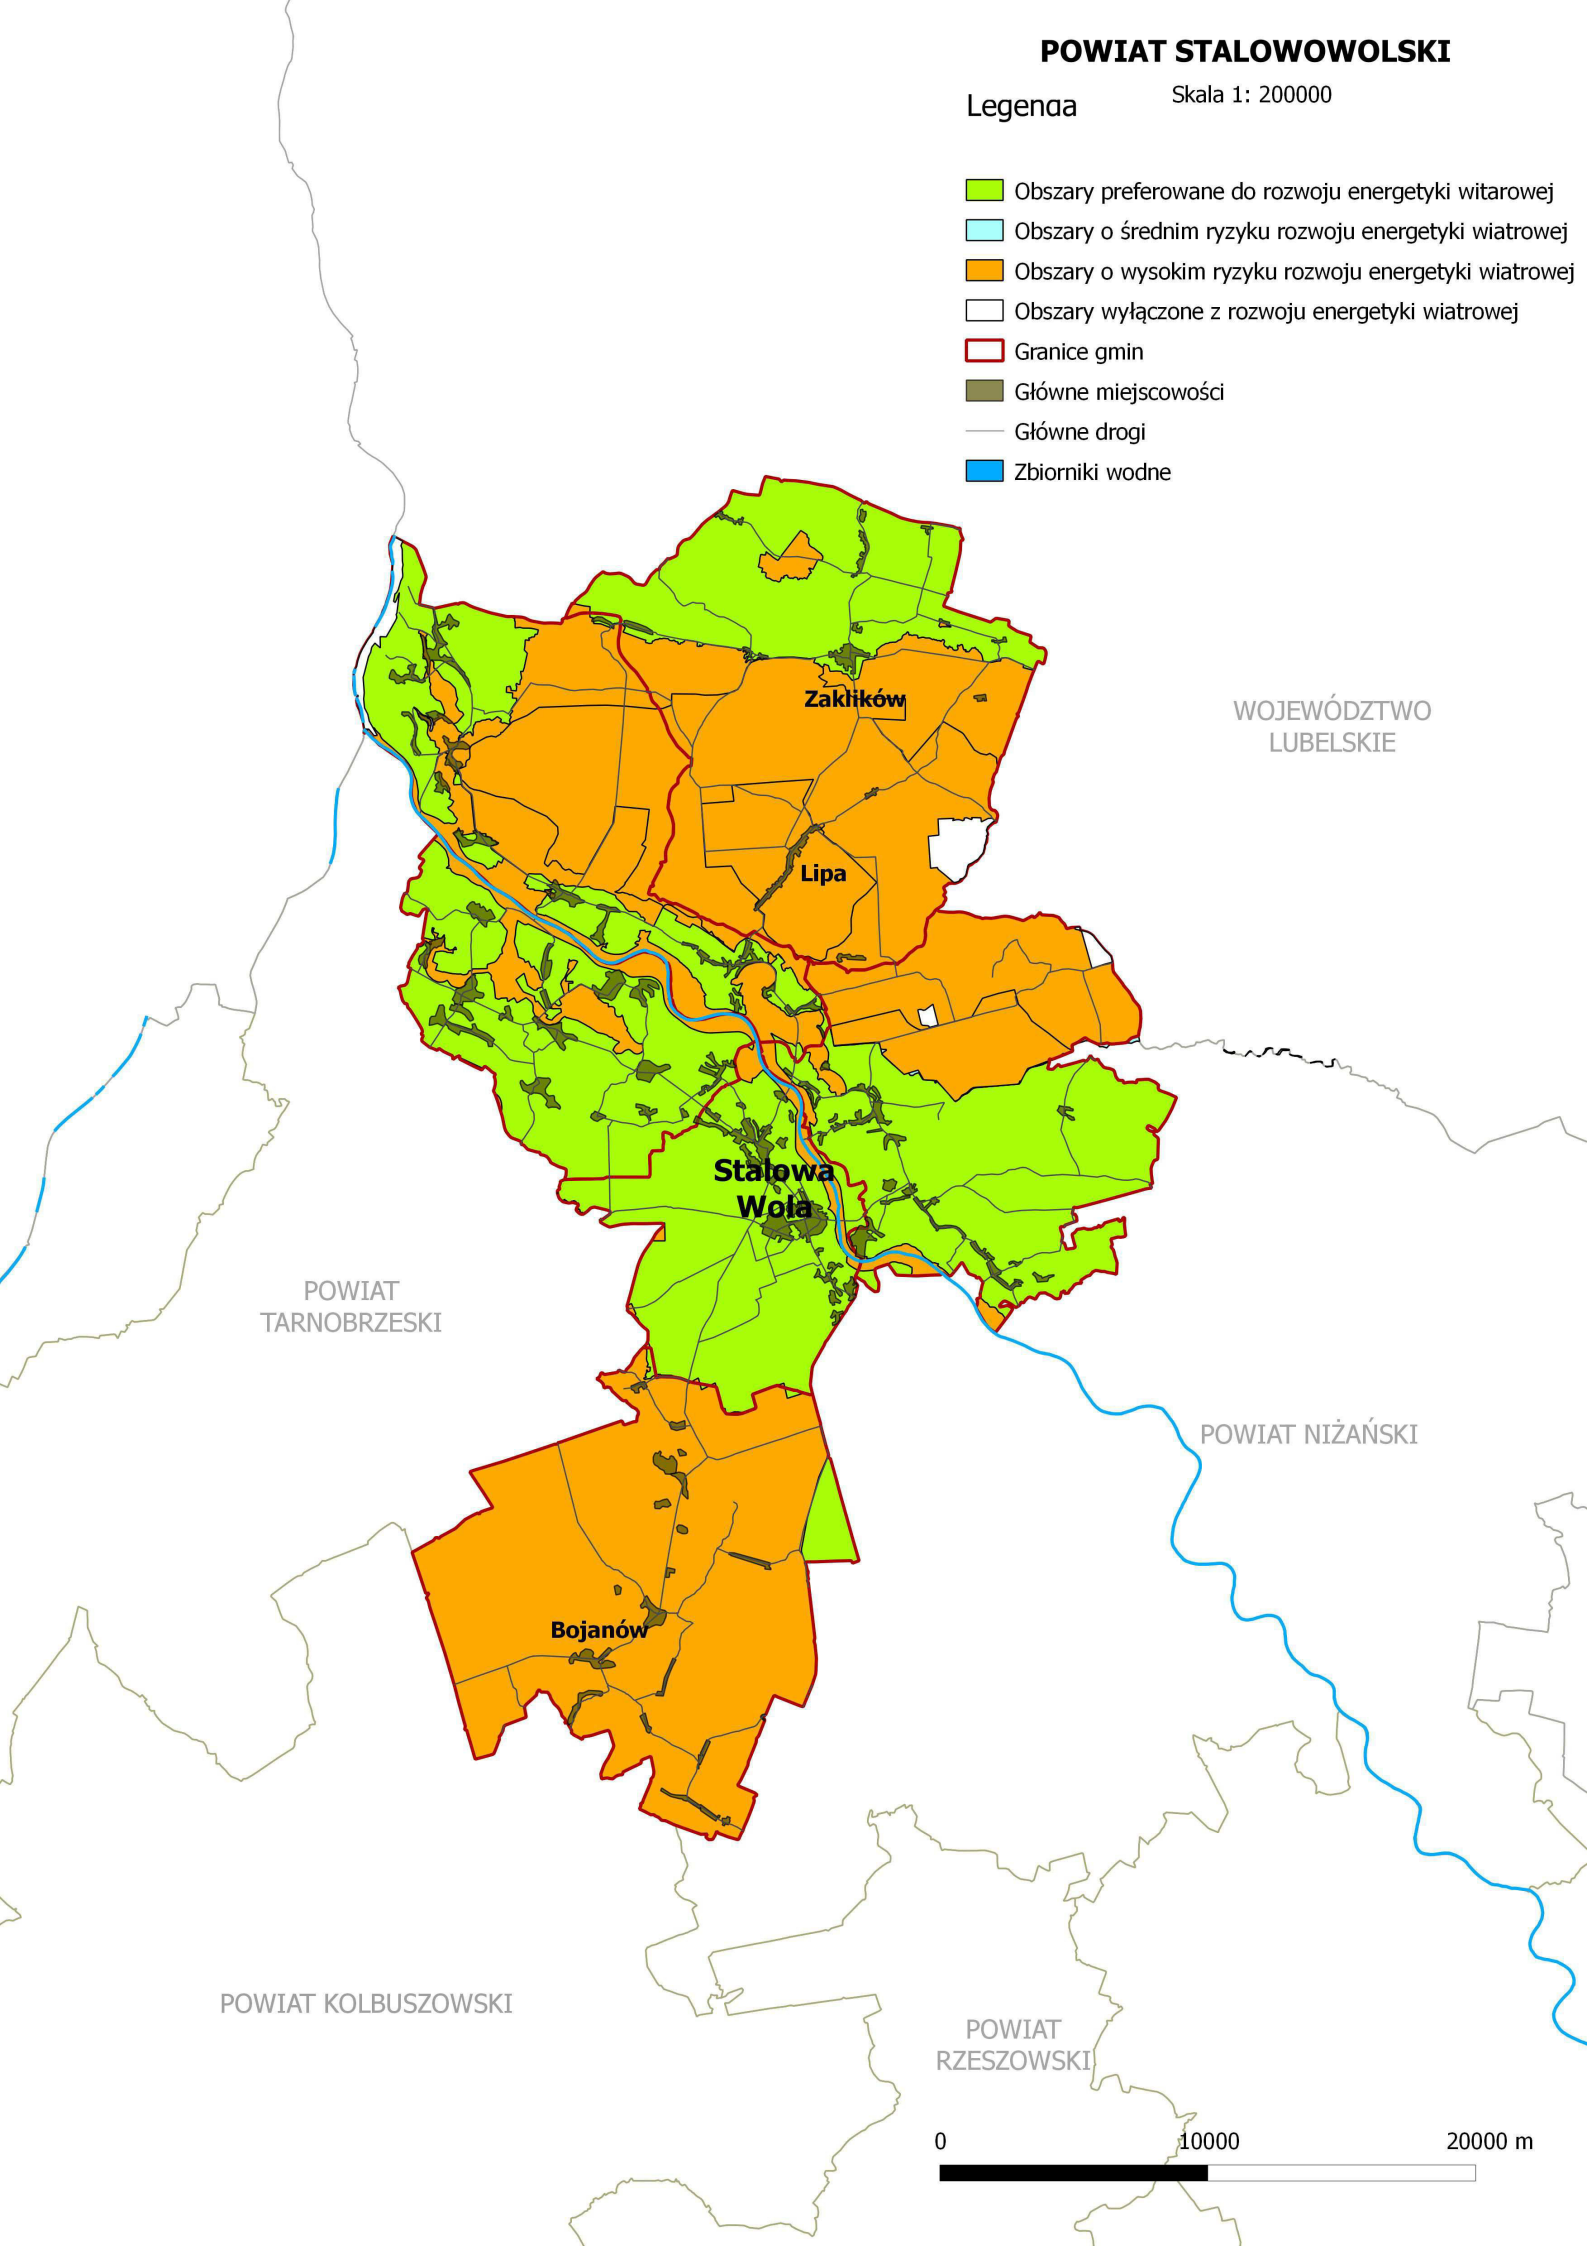 POWIAT STALOWOWOLSKI
Skala 1: 200000
Legenda
Obszary preferowane do rozwoju energetyki witarowej
Obszary o średnim ryzyku rozwoju energetyki wiatrowej
Obszary o wysokim ryzyku rozwoju energetyki wiatrowej
Obszary wyłączone z rozwoju energetyki wiatrowej
Granice gmin
Główne miejscowości
Główne drogi
Zbiorniki wodne
Zaklików
WOJEWÓDZTWO
LUBELSKIE
Lipa
Stalowa
Wola
POWIAT
TARNOBRZESKI
POWIAT NIŻAŃSKI
Bojanów
POWIAT KOLBUSZOWSKI
POWIAT
RZESZOWSKI
0 10000 20000 m